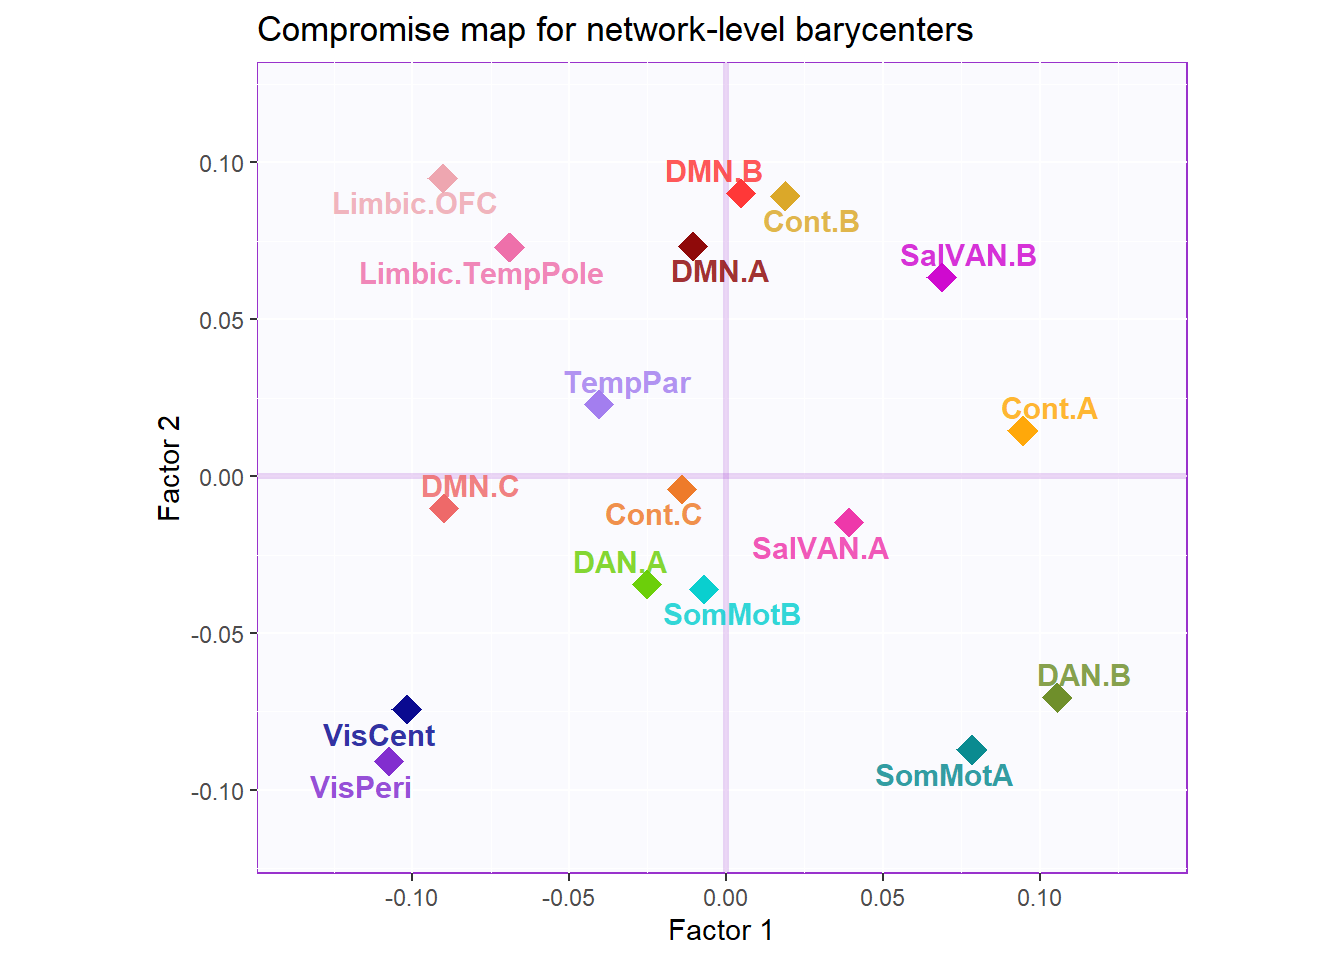 Compromise map for network-level barycenters
DMN.B
Limbic.OFC
Cont.B
SalVAN.B
Limbic.TempPole
DMN.A
TempPar
Cont.A
DMN.C
Cont.C
SalVAN.A
DAN.A
SomMotB
DAN.B
VisCent
SomMotA
VisPeri
0.10
0.05
0.00
-0.05
-0.10
Factor 2
-0.10
-0.05
0.00
0.05
0.10
Factor 1